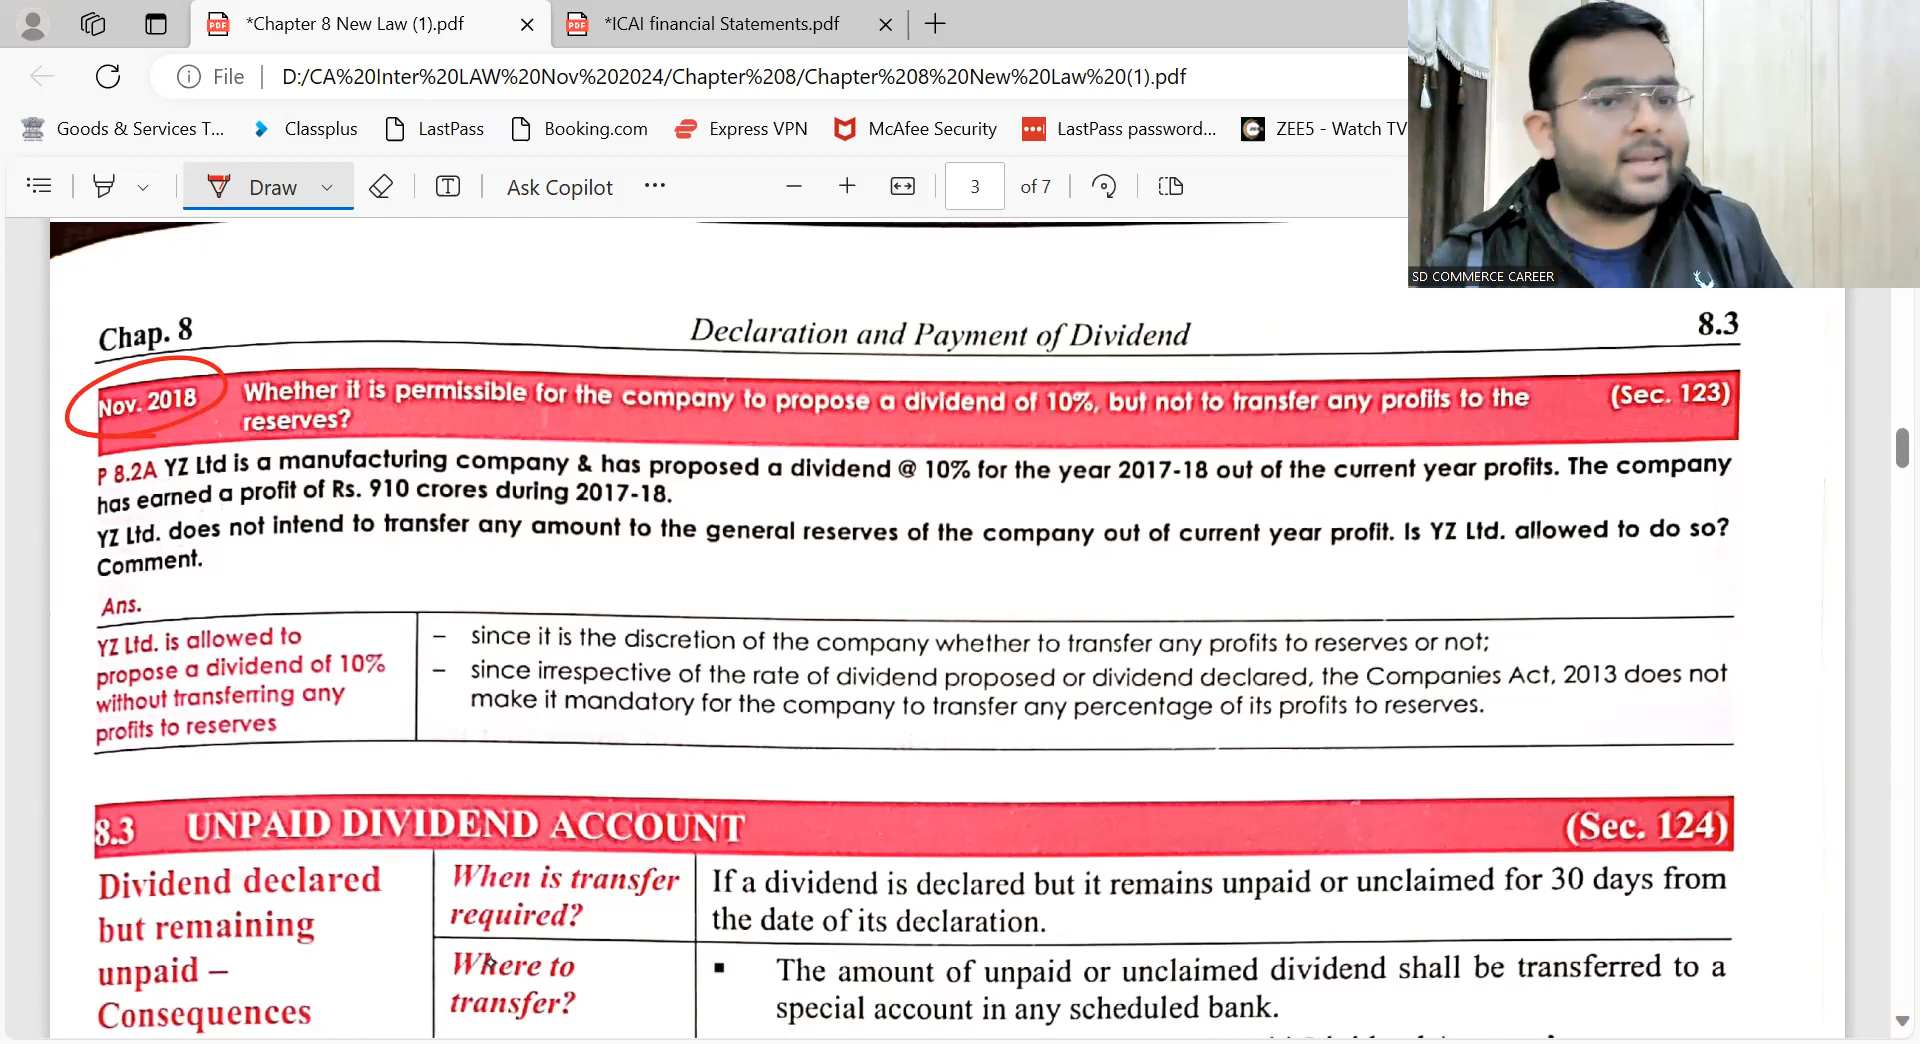 *Chapter 8 New Law (1).pdf
*ICAI financial Statements.pdf
File
D:/CA%20Inter%20LAW%20Nov%202024/Chapter%208/Chapter%208%20New%20Law%20(1).pdf
Goods & Services T...
Classplus
LastPass
Booking.com
Express VPN
McAfee Security
LastPass password...
ZEE5 - Watch TV
Draw
Ask Copilot
3 of 7
SD COMMERCE CAREER
Chap. 8 Declaration and Payment of Dividend 8.3
Nov. 2018 Whether it is permissible for the company to propose a dividend of 10%, but not to transfer any profits to the (Sec. 123)
reserves?
P 8.2A YZ Ltd is a manufacturing company & has proposed a dividend @ 10% for the year 2017-18 out of the current year profits. The company
has earned a profit of Rs. 910 crores during 2017-18.
YZ Ltd. does not intend to transfer any amount to the general reserves of the company out of current year profit. Is YZ Ltd. allowed to do so?
Comment.
Ans.
YZ Ltd. is allowed to
propose a dividend of 10%
without transferring any
profits to reserves
– since it is the discretion of the company whether to transfer any profits to reserves or not;
– since irrespective of the rate of dividend proposed or dividend declared, the Companies Act, 2013 does not
make it mandatory for the company to transfer any percentage of its profits to reserves.
8.3 UNPAID DIVIDEND ACCOUNT (Sec. 124)
Dividend declared
but remaining
unpaid –
Consequences
When is transfer
required?
If a dividend is declared but it remains unpaid or unclaimed for 30 days from
the date of its declaration.
Where to
transfer?
▪ The amount of unpaid or unclaimed dividend shall be transferred to a
special account in any scheduled bank.